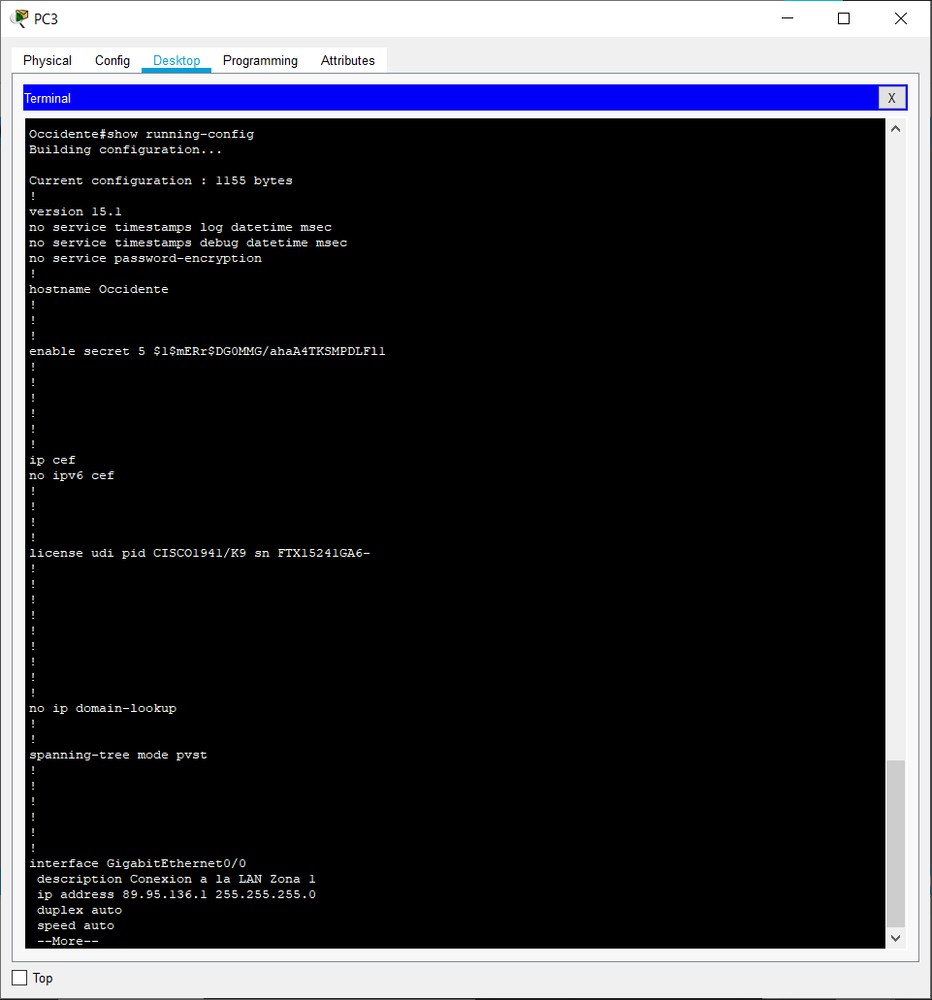 PC3
Physical Config Desktop Programming Attributes
Terminal
X
Occidente#show running-config
Building configuration...
Current configuration : 1155 bytes
!
version 15.1
no service timestamps log datetime msec
no service timestamps debug datetime msec
no service password-encryption
!
hostname Occidente
!
!
!
enable secret 5 $1$mERr$DG0MMG/ahaA4TKSMPDLFl1
!
!
!
!
!
!
ip cef
no ipv6 cef
!
!
!
!
license udi pid CISCO1941/K9 sn FTX15241GA6-
!
!
!
!
!
!
!
!
!
no ip domain-lookup
!
!
spanning-tree mode pvst
!
!
!
!
!
!
interface GigabitEthernet0/0
description Conexion a la LAN Zona 1
ip address 89.95.136.1 255.255.255.0
duplex auto
speed auto
--More--
Top